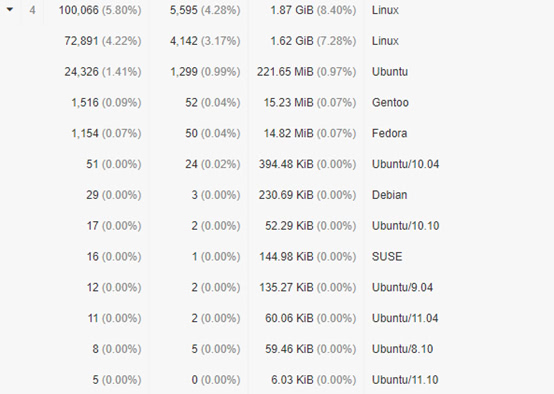 4 100,066 (5.80%) 5,595 (4.28%) 1.87 GiB (8.40%) Linux
72,891 (4.22%) 4,142 (3.17%) 1.62 GiB (7.28%) Linux
24,326 (1.41%) 1,299 (0.99%) 221.65 MiB (0.97%) Ubuntu
1,516 (0.09%) 52 (0.04%) 15.23 MiB (0.07%) Gentoo
1,154 (0.07%) 50 (0.04%) 14.82 MiB (0.07%) Fedora
51 (0.00%) 24 (0.02%) 394.48 KiB (0.00%) Ubuntu/10.04
29 (0.00%) 3 (0.00%) 230.69 KiB (0.00%) Debian
17 (0.00%) 2 (0.00%) 52.29 KiB (0.00%) Ubuntu/10.10
16 (0.00%) 1 (0.00%) 144.98 KiB (0.00%) SUSE
12 (0.00%) 2 (0.00%) 135.27 KiB (0.00%) Ubuntu/9.04
11 (0.00%) 2 (0.00%) 60.06 KiB (0.00%) Ubuntu/11.04
8 (0.00%) 5 (0.00%) 59.46 KiB (0.00%) Ubuntu/8.10
5 (0.00%) 0 (0.00%) 6.03 KiB (0.00%) Ubuntu/11.10